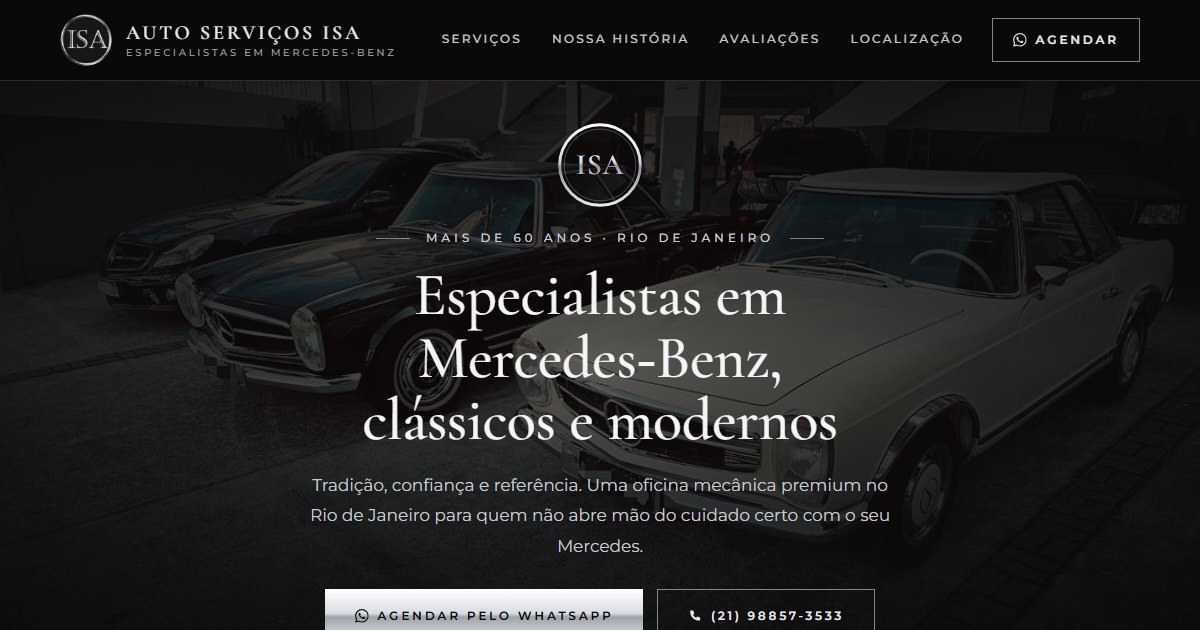 ISA
AUTO SERVIÇOS ISA
ESPECIALISTAS EM MERCEDES-BENZ
SERVIÇOS
NOSSA HISTÓRIA
AVALIAÇÕES
LOCALIZAÇÃO
AGENDAR
ISA
MAIS DE 60 ANOS · RIO DE JANEIRO
Especialistas em
Mercedes-Benz,
clássicos e modernos
Tradição, confiança e referência. Uma oficina mecânica premium no
Rio de Janeiro para quem não abre mão do cuidado certo com o seu
Mercedes.
AGENDAR PELO WHATSAPP
(21) 98857-3533